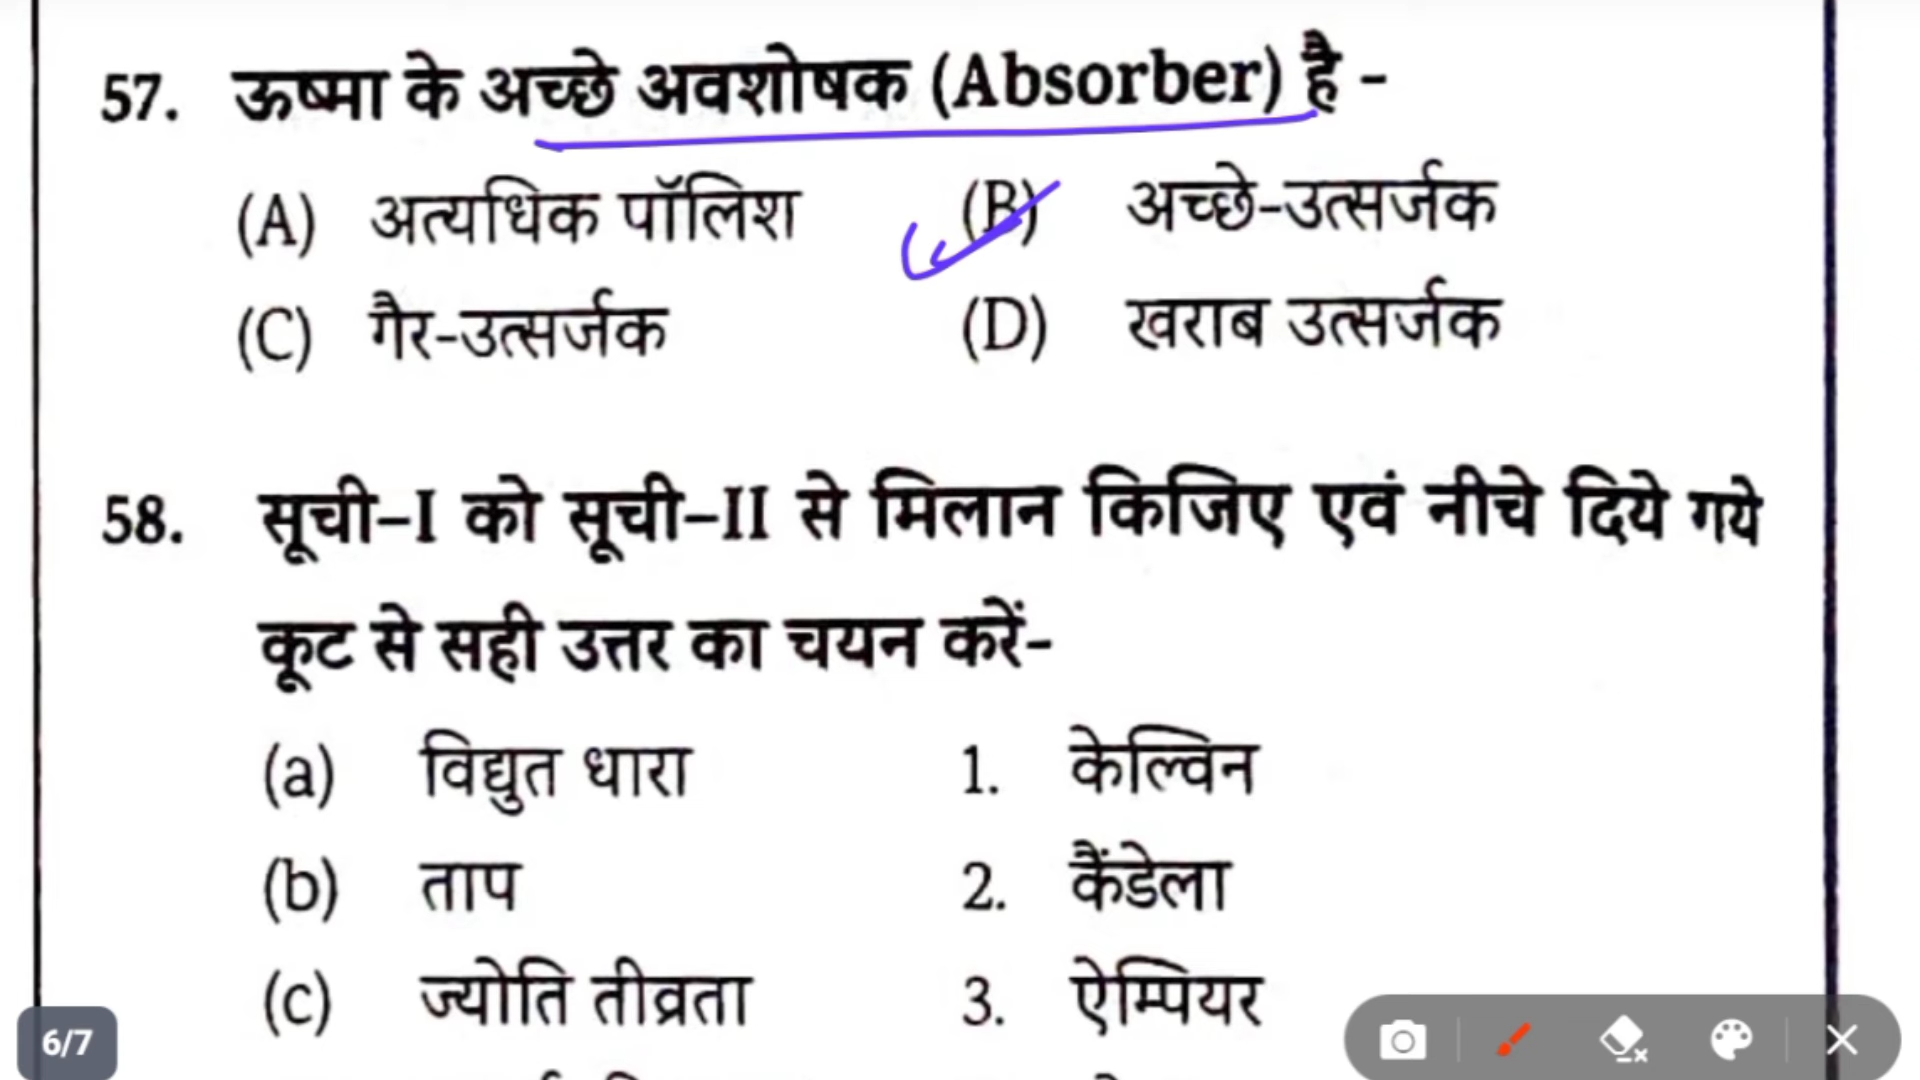 57. ऊष्मा के अच्छे अवशोषक (Absorber) है -
(A) अत्यधिक पॉलिश (B) अच्छे-उत्सर्जक
(C) गैर-उत्सर्जक (D) खराब उत्सर्जक
58. सूची-I को सूची-II से मिलान किजिए एवं नीचे दिये गये
कूट से सही उत्तर का चयन करें-
(a) विद्युत धारा 1. केल्विन
(b) ताप 2. कैंडेला
(c) ज्योति तीव्रता 3. ऐम्पियर
6/7